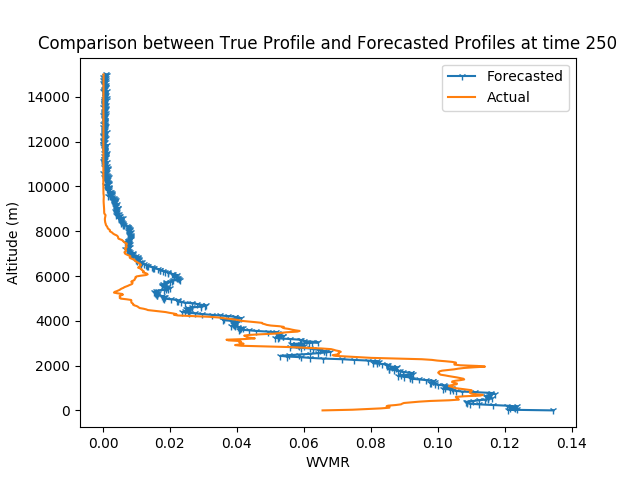 Comparison between True Profile and Forecasted Profiles at time 250
Forecasted
Actual
14000
12000
10000
8000
6000
4000
2000
0
Altitude (m)
0.00 0.02 0.04 0.06 0.08 0.10 0.12 0.14
WVMR